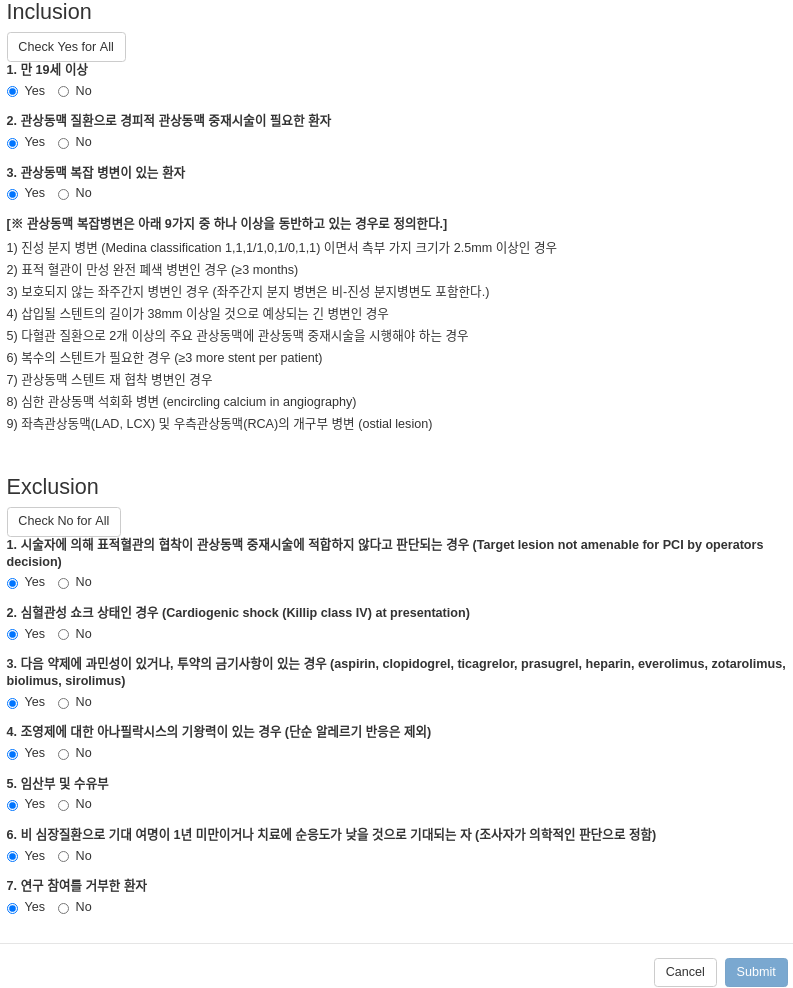 Inclusion
Check Yes for All
1. 만 19세 이상
Yes No
2. 관상동맥 질환으로 경피적 관상동맥 중재시술이 필요한 환자
Yes No
3. 관상동맥 복잡 병변이 있는 환자
Yes No
[※ 관상동맥 복잡병변은 아래 9가지 중 하나 이상을 동반하고 있는 경우로 정의한다.]
1) 진성 분지 병변 (Medina classification 1,1,1/1,0,1/0,1,1) 이면서 측부 가지 크기가 2.5mm 이상인 경우
2) 표적 혈관이 만성 완전 폐색 병변인 경우 (≥3 months)
3) 보호되지 않는 좌주간지 병변인 경우 (좌주간지 분지 병변은 비-진성 분지병변도 포함한다.)
4) 삽입될 스텐트의 길이가 38mm 이상일 것으로 예상되는 긴 병변인 경우
5) 다혈관 질환으로 2개 이상의 주요 관상동맥에 관상동맥 중재시술을 시행해야 하는 경우
6) 복수의 스텐트가 필요한 경우 (≥3 more stent per patient)
7) 관상동맥 스텐트 재 협착 병변인 경우
8) 심한 관상동맥 석회화 병변 (encircling calcium in angiography)
9) 좌측관상동맥(LAD, LCX) 및 우측관상동맥(RCA)의 개구부 병변 (ostial lesion)
Exclusion
Check No for All
1. 시술자에 의해 표적혈관의 협착이 관상동맥 중재시술에 적합하지 않다고 판단되는 경우 (Target lesion not amenable for PCI by operators
decision)
Yes No
2. 심혈관성 쇼크 상태인 경우 (Cardiogenic shock (Killip class IV) at presentation)
Yes No
3. 다음 약제에 과민성이 있거나, 투약의 금기사항이 있는 경우 (aspirin, clopidogrel, ticagrelor, prasugrel, heparin, everolimus, zotarolimus,
biolimus, sirolimus)
Yes No
4. 조영제에 대한 아나필락시스의 기왕력이 있는 경우 (단순 알레르기 반응은 제외)
Yes No
5. 임산부 및 수유부
Yes No
6. 비 심장질환으로 기대 여명이 1년 미만이거나 치료에 순응도가 낮을 것으로 기대되는 자 (조사자가 의학적인 판단으로 정함)
Yes No
7. 연구 참여를 거부한 환자
Yes No
Cancel Submit